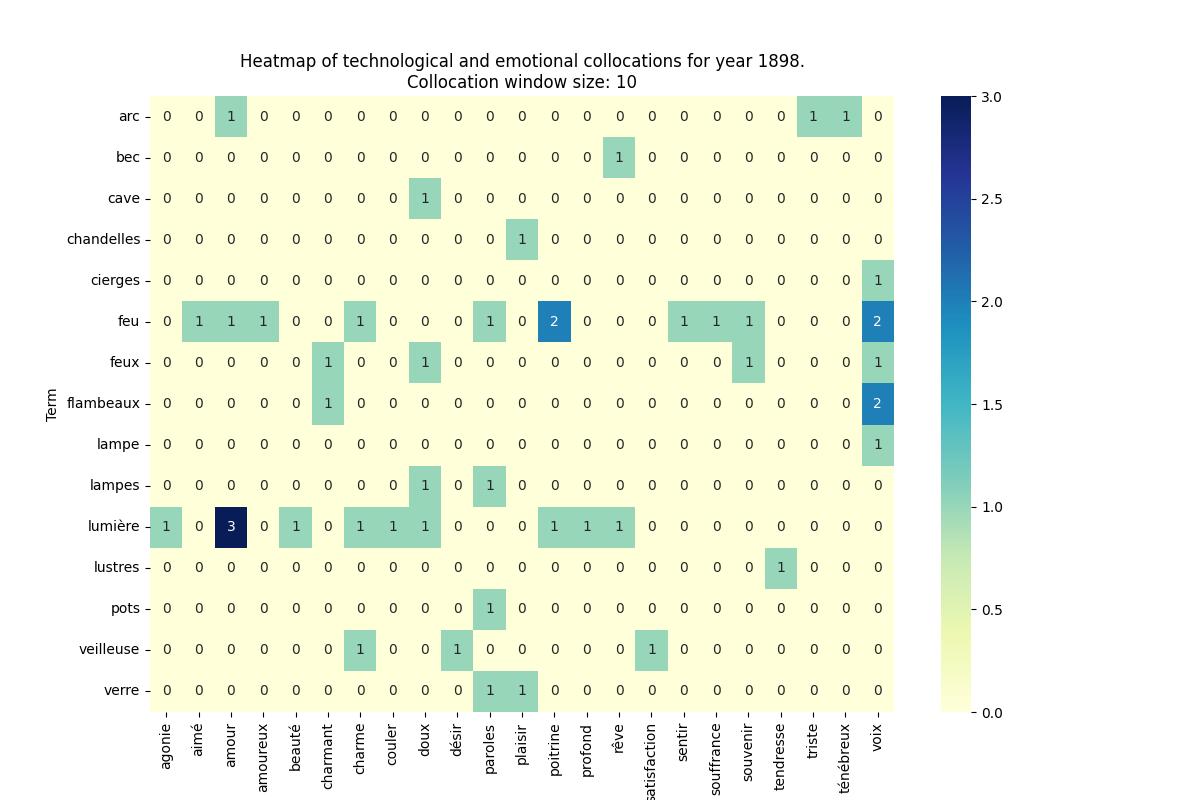 Heatmap of technological and emotional collocations for year 1898.
Collocation window size: 10
arc 0 0 1 0 0 0 0 0 0 0 0 0 0 0 0 0 0 0 0 0 1 1 0
bec 0 0 0 0 0 0 0 0 0 0 0 0 0 0 1 0 0 0 0 0 0 0 0
cave 0 0 0 0 0 0 0 0 1 0 0 0 0 0 0 0 0 0 0 0 0 0 0
chandelles 0 0 0 0 0 0 0 0 0 0 0 1 0 0 0 0 0 0 0 0 0 0 0
cierges 0 0 0 0 0 0 0 0 0 0 0 0 0 0 0 0 0 0 0 0 0 0 1
feu 0 1 1 1 0 0 1 0 0 0 1 0 2 0 0 0 1 1 1 0 0 0 2
feux 0 0 0 0 0 1 0 0 1 0 0 0 0 0 0 0 0 0 1 0 0 0 1
flambeaux 0 0 0 0 0 1 0 0 0 0 0 0 0 0 0 0 0 0 0 0 0 0 2
lampe 0 0 0 0 0 0 0 0 0 0 0 0 0 0 0 0 0 0 0 0 0 0 1
lampes 0 0 0 0 0 0 0 0 1 0 1 0 0 0 0 0 0 0 0 0 0 0 0
lumière 1 0 3 0 1 0 1 1 1 0 0 0 1 1 1 0 0 0 0 0 0 0 0
lustres 0 0 0 0 0 0 0 0 0 0 0 0 0 0 0 0 0 0 0 1 0 0 0
pots 0 0 0 0 0 0 0 0 0 0 1 0 0 0 0 0 0 0 0 0 0 0 0
veilleuse 0 0 0 0 0 0 1 0 0 1 0 0 0 0 0 1 0 0 0 0 0 0 0
verre 0 0 0 0 0 0 0 0 0 0 1 1 0 0 0 0 0 0 0 0 0 0 0
Term
agonie
aimé
amour
amoureux
beauté
charmant
charme
couler
doux
désir
paroles
plaisir
poitrine
profond
rêve
satisfaction
sentir
souffrance
souvenir
tendresse
triste
ténébreux
voix
3.0
2.5
2.0
1.5
1.0
0.5
0.0